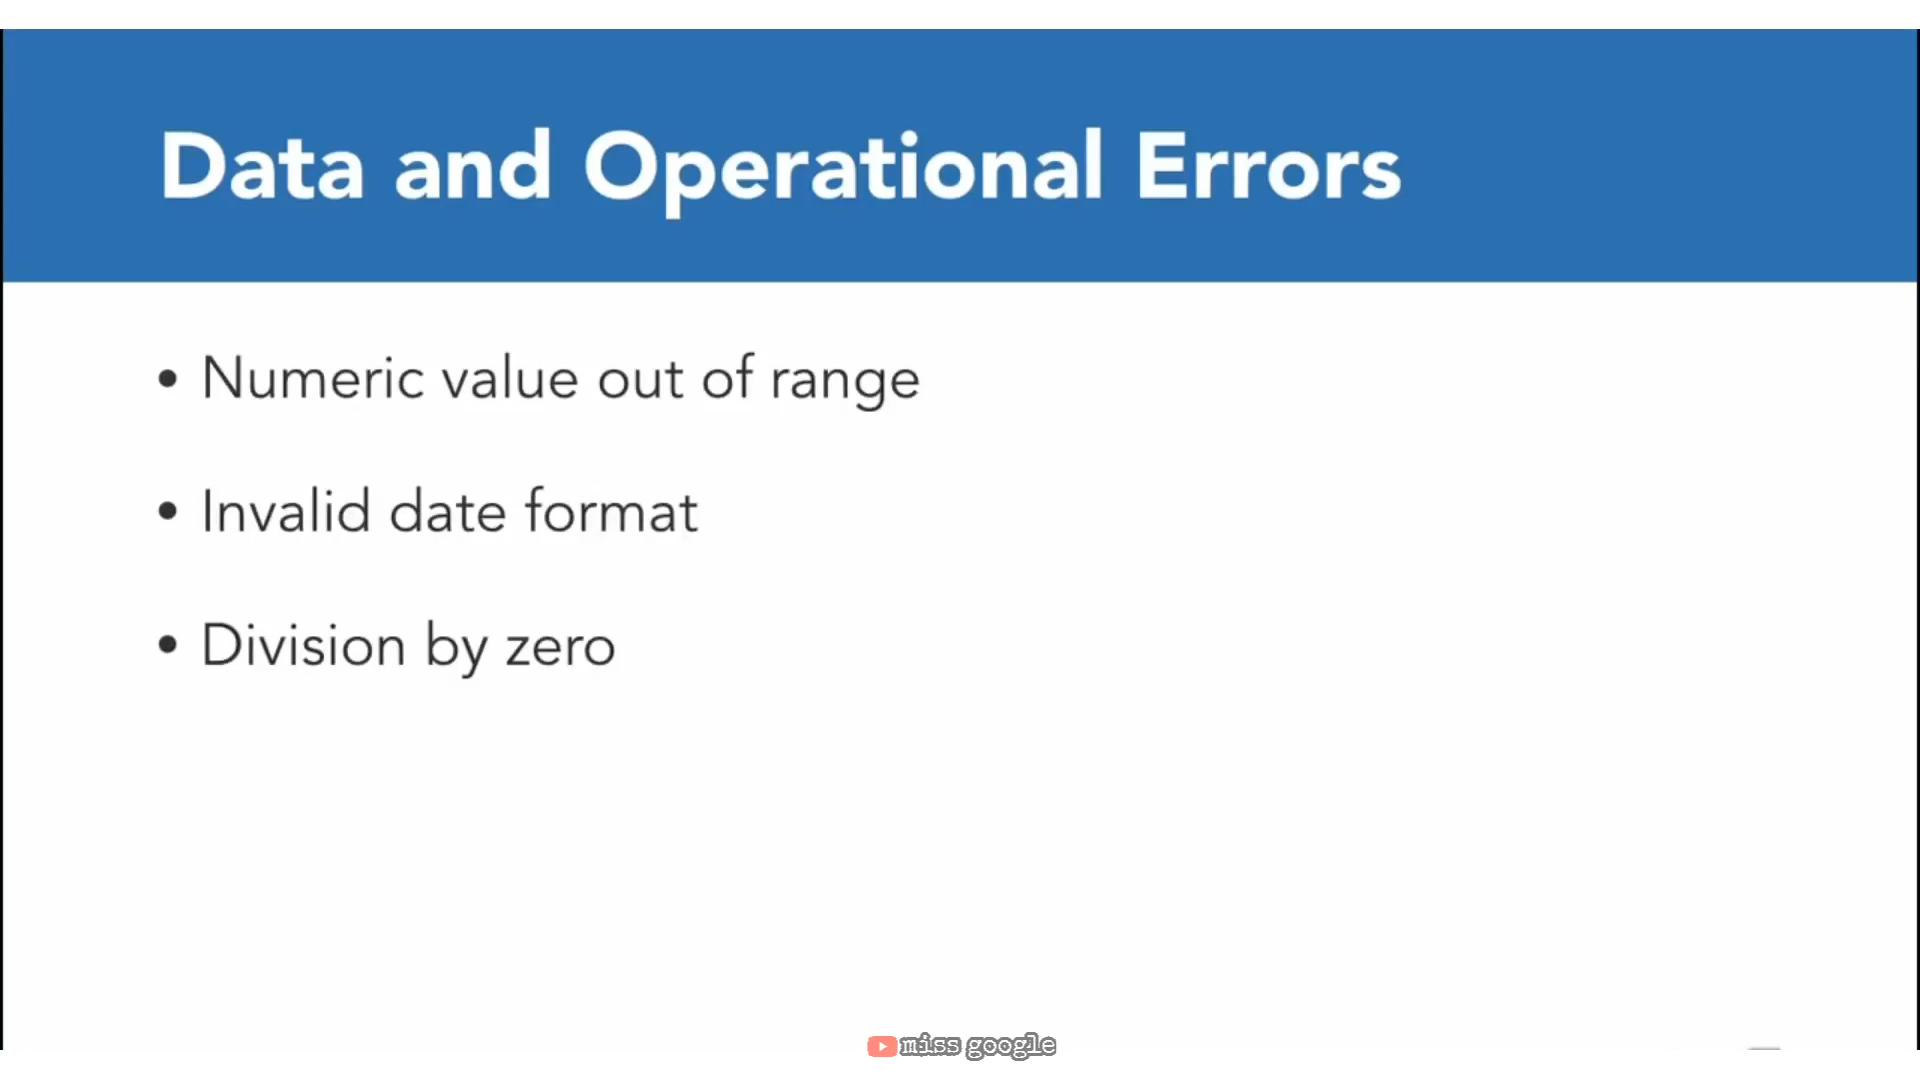 Data and Operational Errors
• Numeric value out of range
• Invalid date format
• Division by zero
miss google